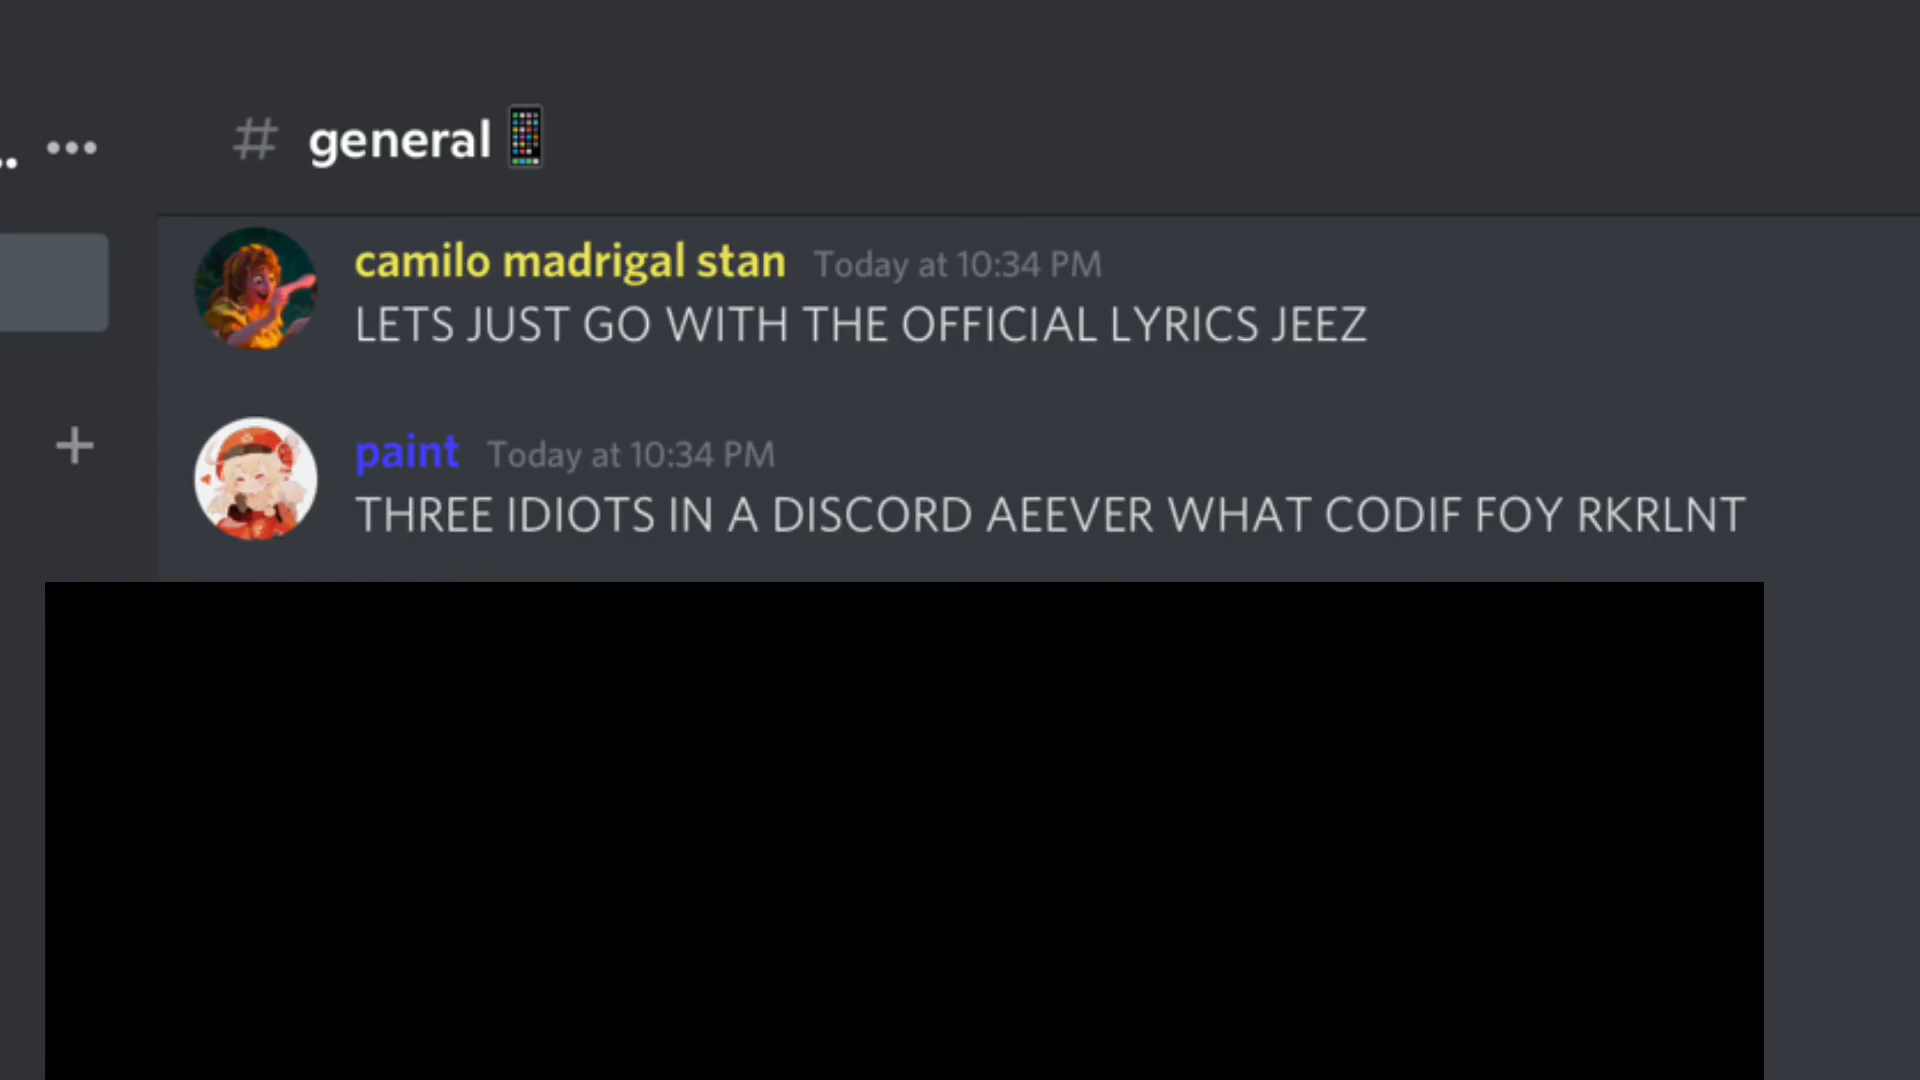 # general📱
camilo madrigal stan Today at 10:34 PM
LETS JUST GO WITH THE OFFICIAL LYRICS JEEZ
paint Today at 10:34 PM
THREE IDIOTS IN A DISCORD AEEVER WHAT CODIF FOY RKRLNT